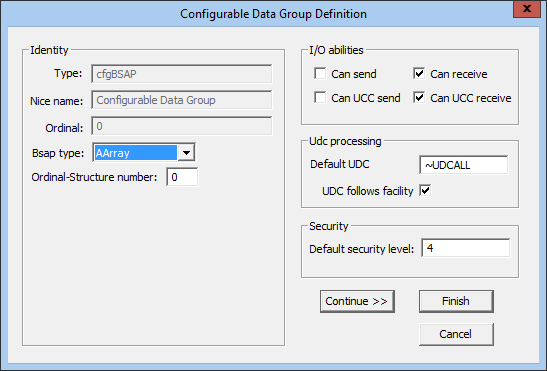 Configurable Data Group Definition
x
Identity
Type: cfgBSAP
Nice name: Configurable Data Group
Ordinal: 0
Bsap type: AArray
Ordinal-Structure number: 0
I/O abilities
Can send Can receive
Can UCC send Can UCC receive
Udc processing
Default UDC ~UDCALL
UDC follows facility
Security
Default security level: 4
Continue >> Finish
Cancel